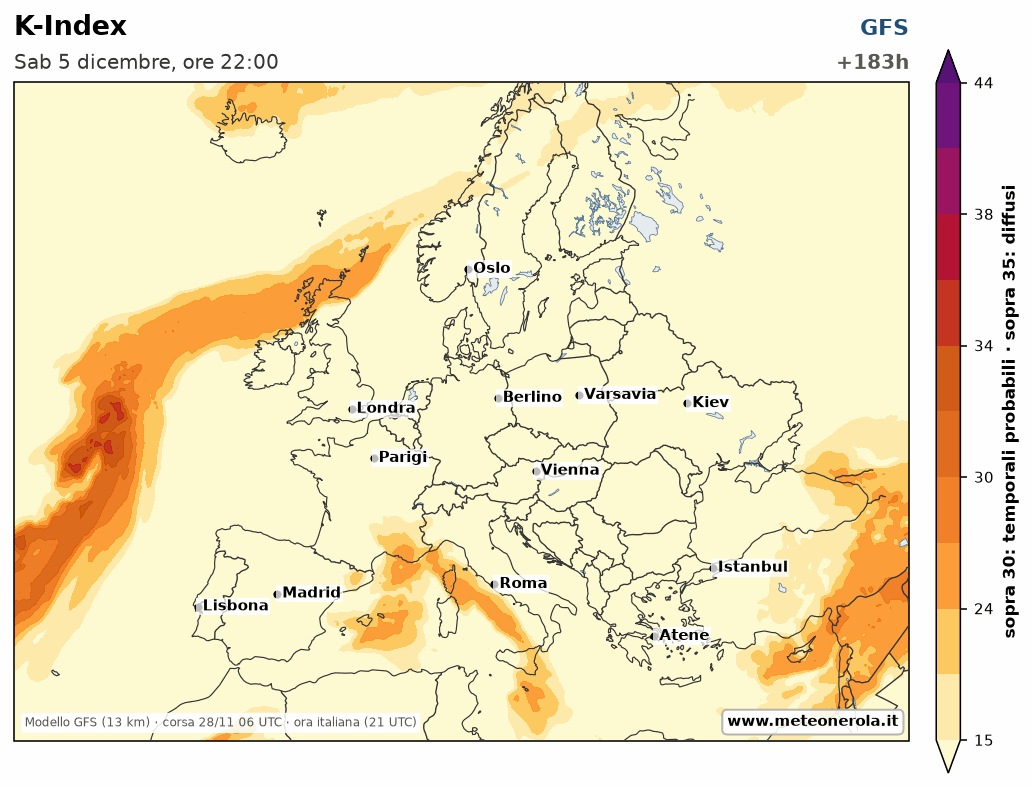 K-Index
GFS
Sab 5 dicembre, ore 22:00
+183h
44
38
34
30
24
15
sopra 30: temporali probabili · sopra 35: diffusi
Oslo
Berlino
Varsavia
Kiev
Londra
Parigi
Vienna
Istanbul
Roma
Madrid
Lisbona
Atene
Modello GFS (13 km) · corsa 28/11 06 UTC · ora italiana (21 UTC)
www.meteonerola.it